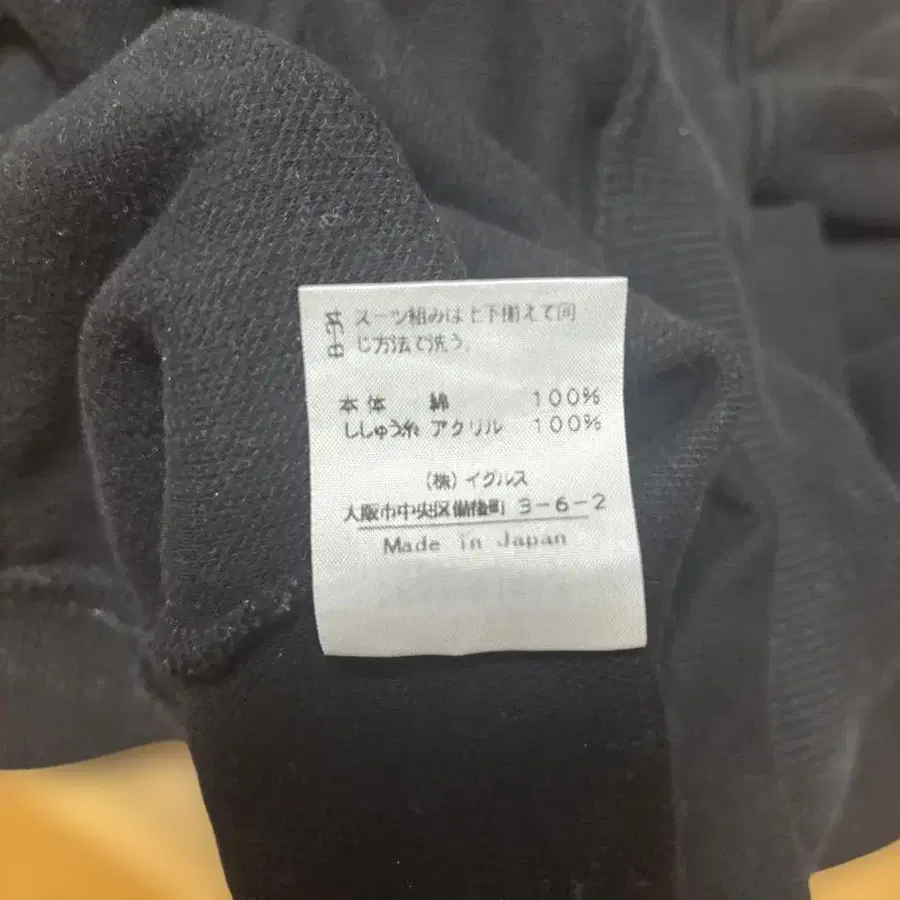 スーツ組みは上下揃えて同
じ方法で洗う。
本体 綿 100%
ししゅう糸 アクリル 100%
(株)イグルス
大阪市中央区備後町 3-6-2
Made in Japan